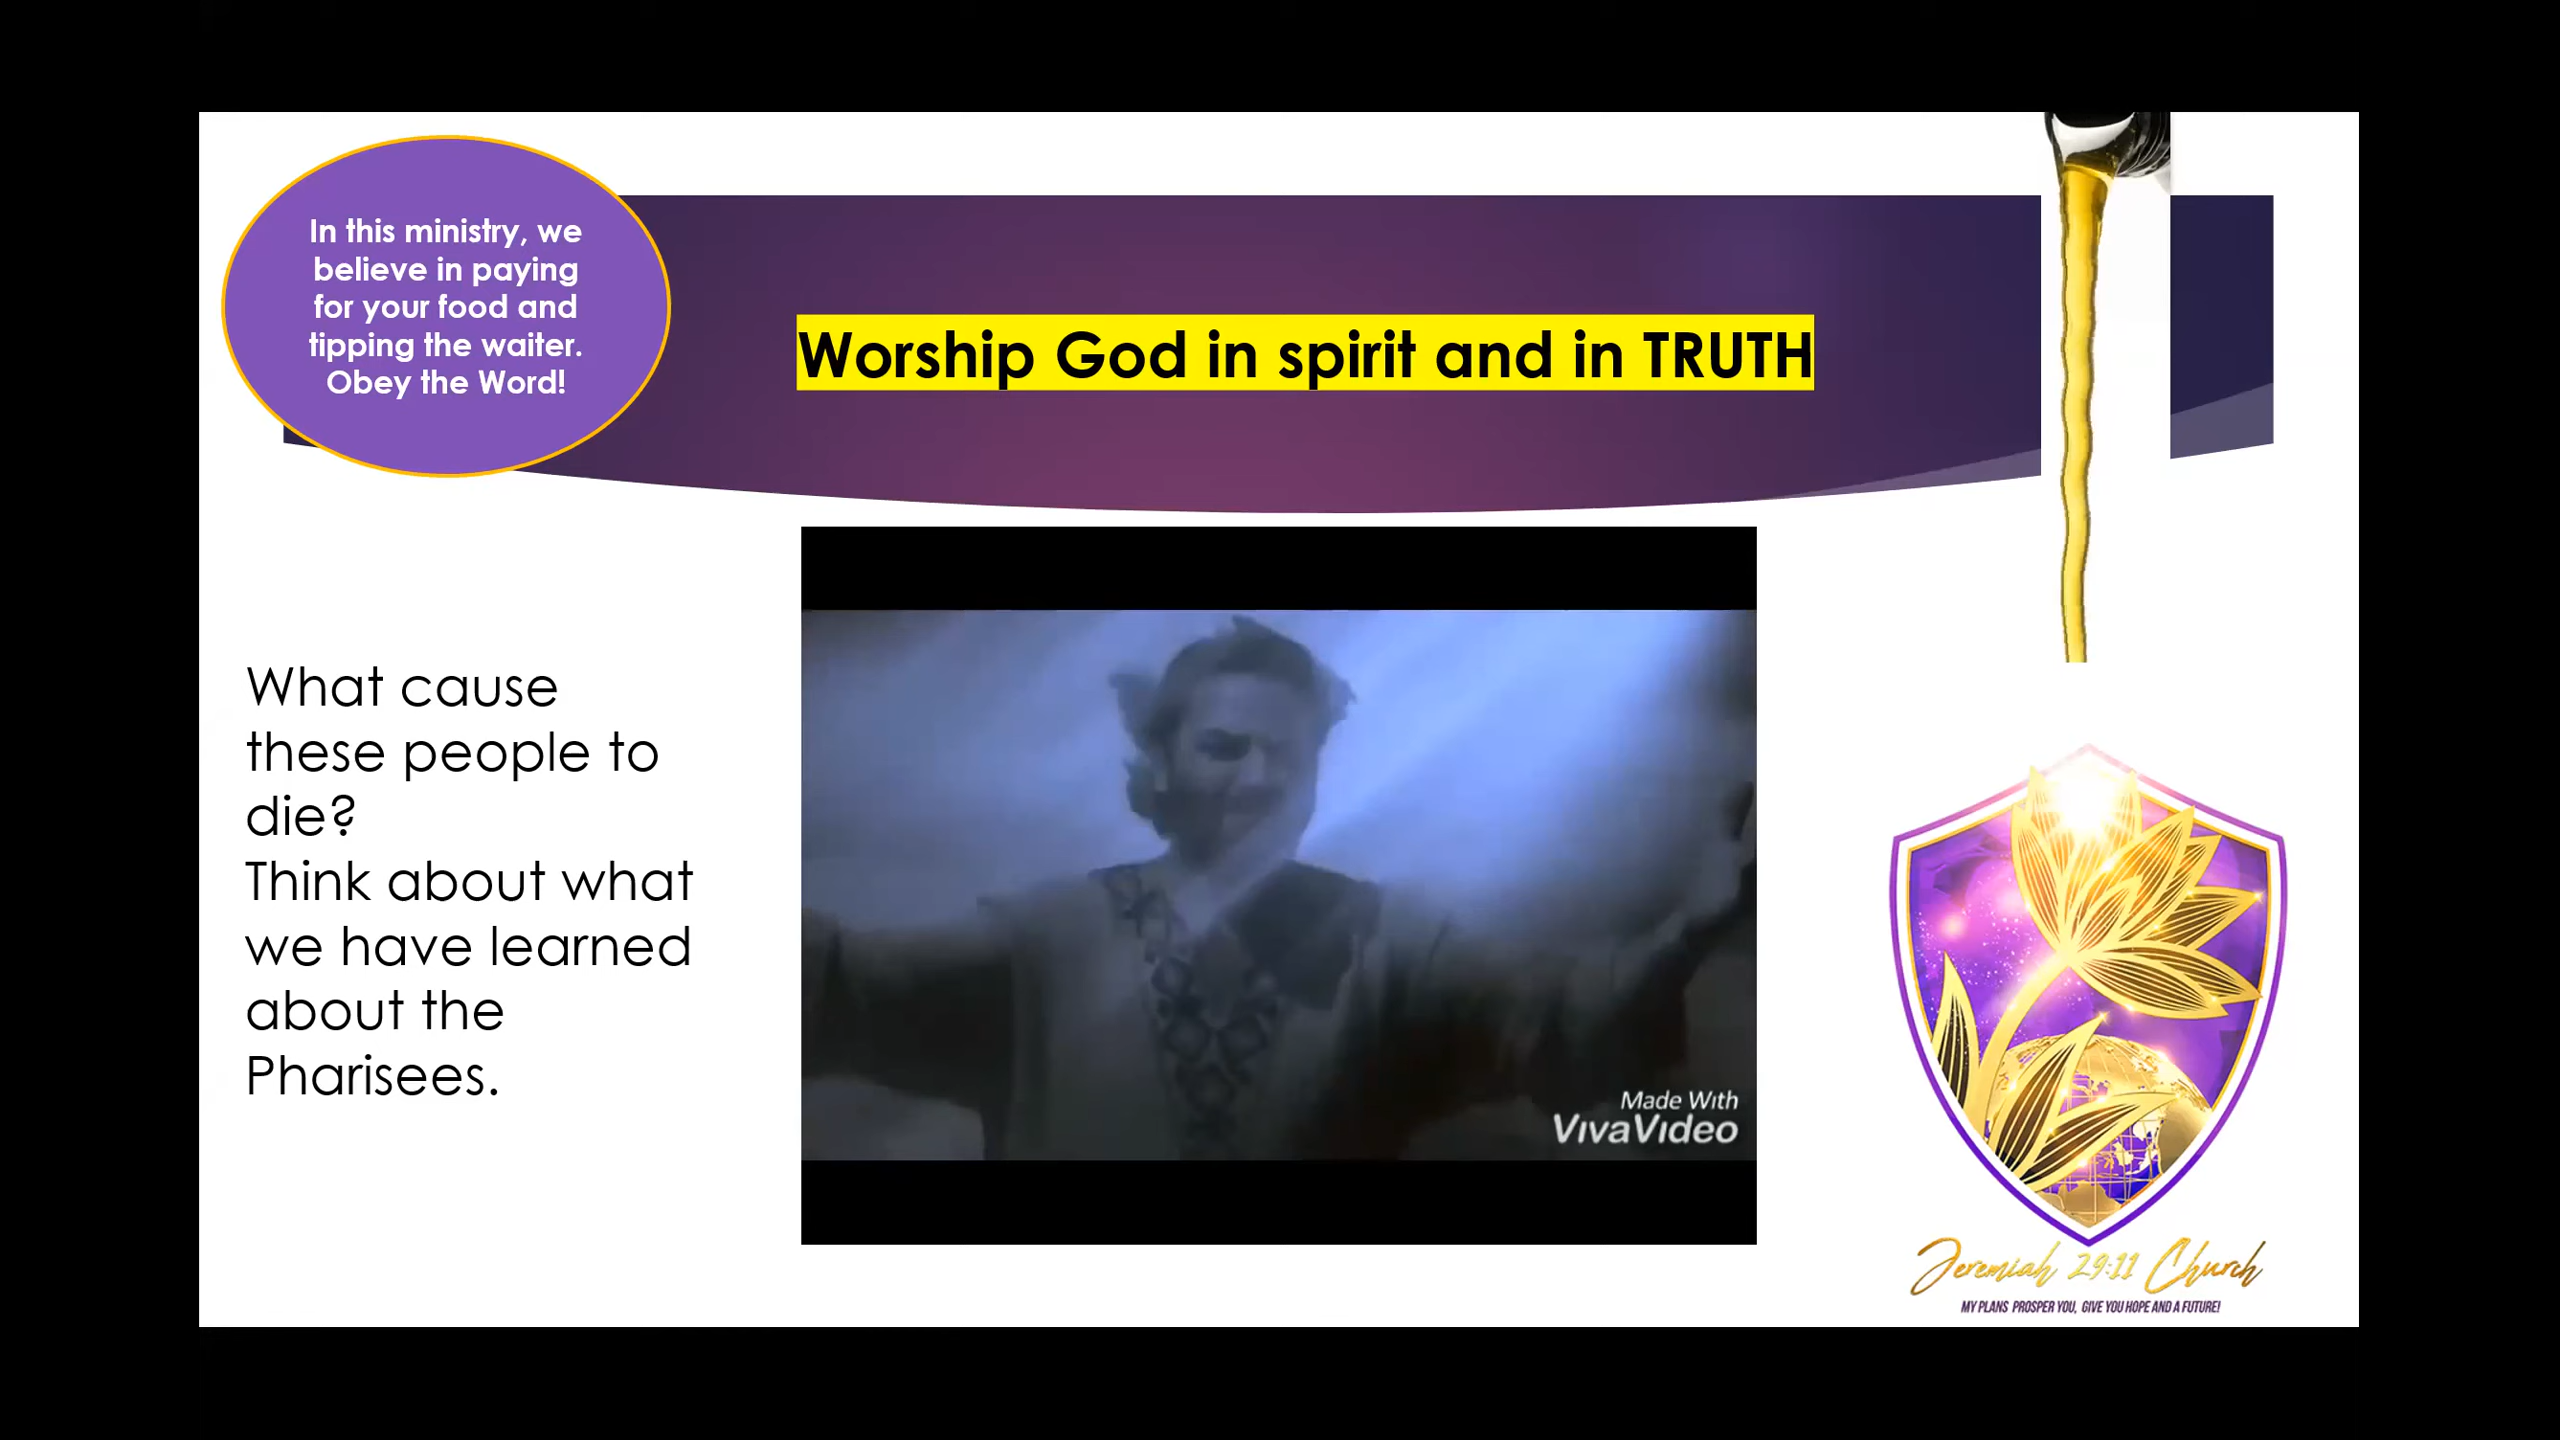 In this ministry, we
believe in paying
for your food and
tipping the waiter.
Obey the Word!
Worship God in spirit and in TRUTH
What cause
these people to
die?
Think about what
we have learned
about the
Pharisees.
Made With
VivaVideo
Jeremiah 29:11 Church
MY PLANS PROSPER YOU, GIVE YOU HOPE AND A FUTURE!